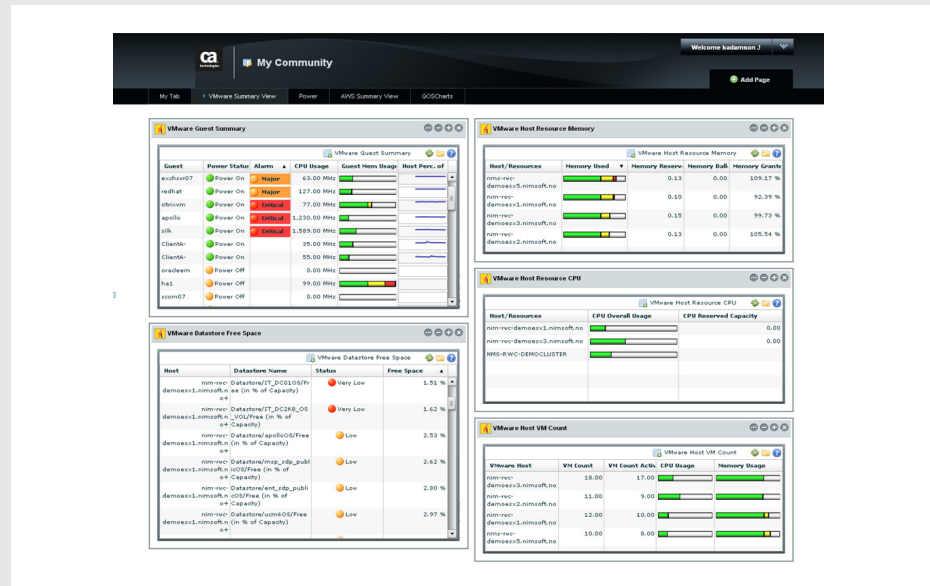 ca
technologies
My Community
Welcome kadamson .!
Add Page
My Tab
VMware Summary View
Power
AWS Summary View
QOSCharts
VMware Guest Summary
VMware Guest Summary
Guest Power Status Alarm CPU Usage Guest Mem Usage Host Perc. of
exchsvr07 Power On Major 63.00 MHz
redhat Power On Major 127.00 MHz
citrixvm Power On Critical 77.00 MHz
apollo Power On Critical 1,230.00 MHz
silk Power On Critical 1,589.00 MHz
ClientA- Power On 35.00 MHz
ClientA- Power On 55.00 MHz
oracleem Power Off 0.00 MHz
ha1 Power Off 99.00 MHz
scom07 Power Off 0.00 MHz
VMware Datastore Free Space
VMware Datastore Free Space
Host Datastore Name Status Free Space
nim-rwc- Datastore/IT_DC01OS/Fr Very Low 1.51 %
demoesx1.nimsoft.n ee (in % of
o+ Capacity)
nim-rwc- Datastore/IT_DC2K8_OS Very Low 1.62 %
demoesx1.nimsoft.n _VOL/Free (in % of
o+ Capacity)
nim-rwc- Datastore/apolloOS/Free Low 2.53 %
demoesx1.nimsoft.n (in % of Capacity)
o+
nim-rwc- Datastore/msp_sdp_publ Low 2.62 %
demoesx1.nimsoft.n icOS/Free (in % of
o+ Capacity)
nim-rwc- Datastore/ent_sdp_publi Low 2.80 %
demoesx1.nimsoft.n cOS/Free (in % of
o+ Capacity)
nim-rwc- Datastore/ucm6OS/Free Low 2.97 %
demoesx1.nimsoft.n (in % of Capacity)
o+
VMware Host Resource Memory
VMware Host Resource Memory
Host/Resources Memory Used Memory Reserv Memory Ball Memory Grante
nms-rwc- 0.13 0.00 109.17 %
demoesx5.nimsoft.no
nim-rwc- 0.10 0.00 92.39 %
demoesx1.nimsoft.no
nim-rwc- 0.15 0.00 99.73 %
demoesx3.nimsoft.no
nim-rwc- 0.13 0.00 105.54 %
demoesx2.nimsoft.no
VMware Host Resource CPU
VMware Host Resource CPU
Host/Resources CPU Overall Usage CPU Reserved Capacity
nim-rwc-demoesx1.nimsoft.no 0.00
nim-rwc-demoesx3.nimsoft.no 0.00
NMS-RWC-DEMOCLUSTER
VMware Host VM Count
VMware Host VM Count
VMware Host VM Count VM Count Activ CPU Usage Memory Usage
nim-rwc- 18.00 17.00
demoesx3.nimsoft.no
nim-rwc- 11.00 9.00
demoesx2.nimsoft.no
nim-rwc- 12.00 10.00
demoesx1.nimsoft.no
nms-rwc- 10.00 8.00
demoesx5.nimsoft.no